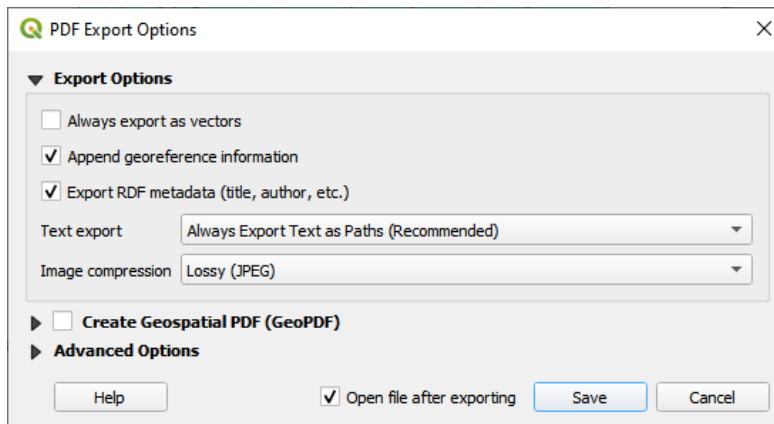 PDF Export Options
Export Options
Always export as vectors
Append georeference information
Export RDF metadata (title, author, etc.)
Text export Always Export Text as Paths (Recommended)
Image compression Lossy (JPEG)
Create Geospatial PDF (GeoPDF)
Advanced Options
Help Open file after exporting Save Cancel